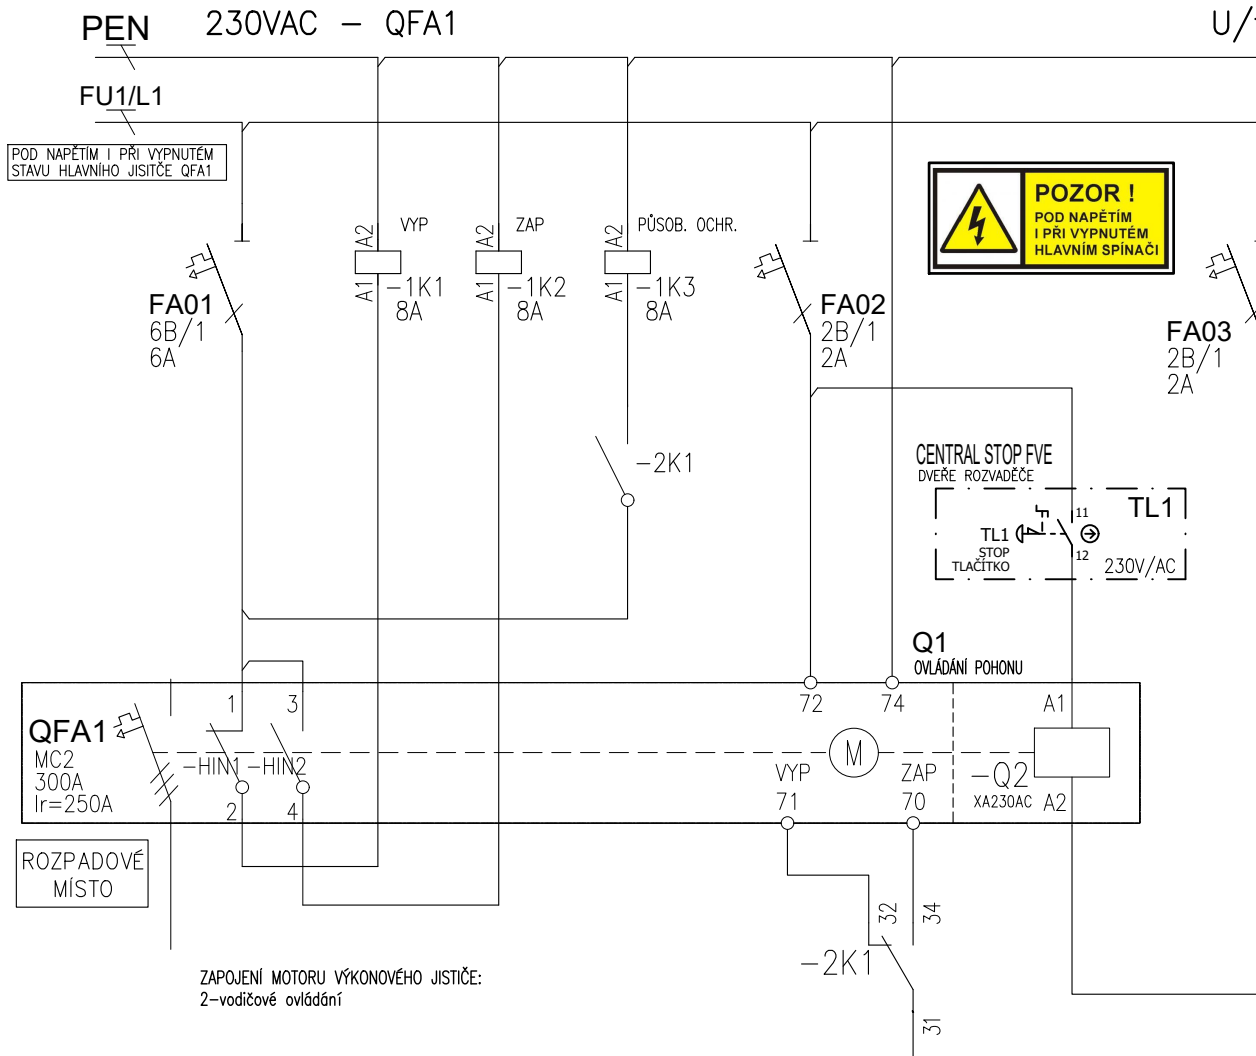 PEN
230VAC – QFA1
U/1
FU1/L1
POD NAPĚTÍM I PŘI VYPNUTÉM
STAVU HLAVNÍHO JISITČE QFA1
POZOR !
POD NAPĚTÍM
I PŘI VYPNUTÉM
HLAVNÍM SPÍNAČI
FA01
6B/1
6A
VYP
A2
A1
-1K1
8A
ZAP
A2
A1
-1K2
8A
PŮSOB. OCHR.
A2
A1
-1K3
8A
FA02
2B/1
2A
FA03
2B/1
2A
-2K1
CENTRAL STOP FVE
DVEŘE ROZVADĚČE
TL1
TL1
STOP
TLAČÍTKO
11
12
230V/AC
Q1
OVLÁDÁNÍ POHONU
QFA1
MC2
300A
Ir=250A
1
3
-HIN1
-HIN2
2
4
72
74
M
VYP
71
ZAP
70
A1
-Q2
XA230AC
A2
ROZPADOVÉ
MÍSTO
32
34
-2K1
31
ZAPOJENÍ MOTORU VÝKONOVÉHO JISTIČE:
2-vodičové ovládání